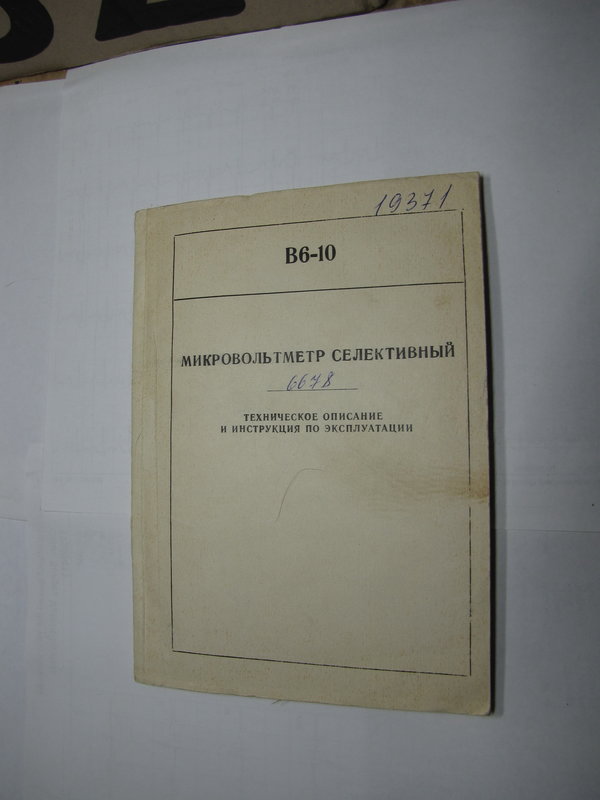 19371
В6-10
МИКРОВОЛЬТМЕТР СЕЛЕКТИВНЫЙ
6678
ТЕХНИЧЕСКОЕ ОПИСАНИЕ
И ИНСТРУКЦИЯ ПО ЭКСПЛУАТАЦИИ